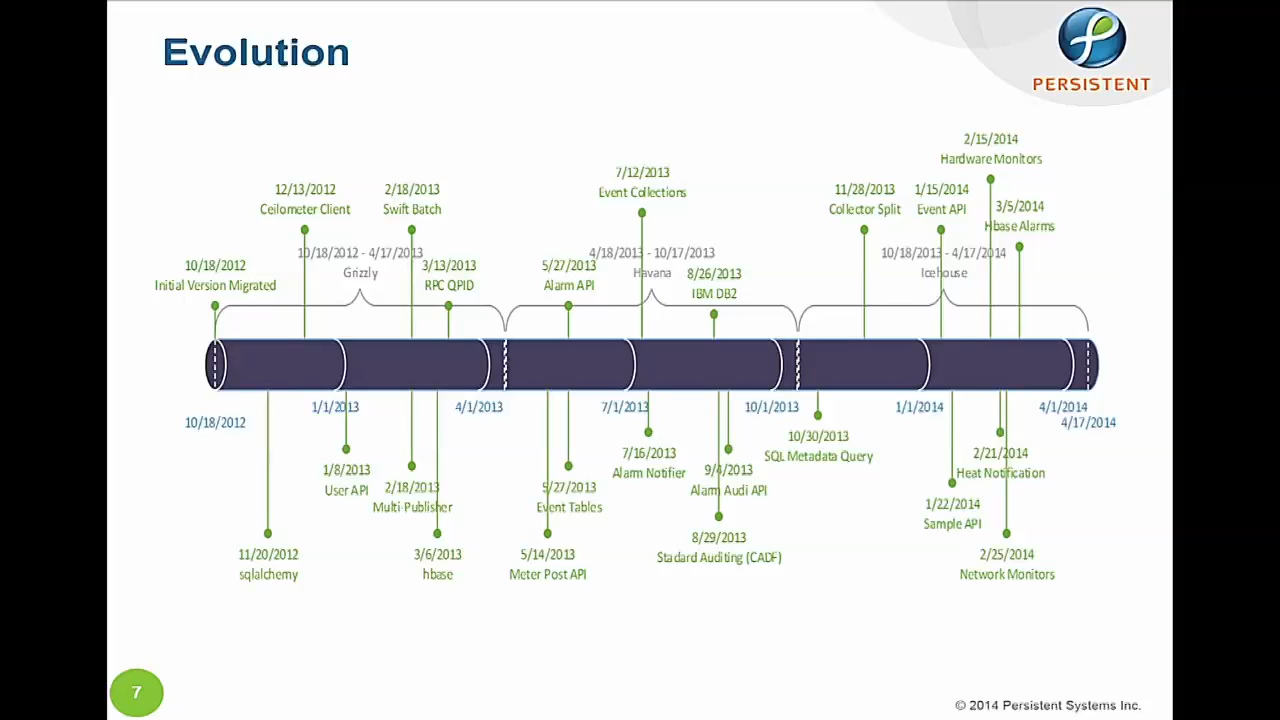 Evolution
PERSISTENT
2/15/2014
Hardware Monitors
7/12/2013
Event Collections
12/13/2012
Ceilometer Client
2/18/2013
Swift Batch
11/28/2013
Collector Split
1/15/2014
Event API
3/5/2014
Hbase Alarms
10/18/2012 - 4/17/2013
Grizzly
4/18/2013 - 10/17/2013
Havana
10/18/2013 - 4/17/2014
Icehouse
10/18/2012
Initial Version Migrated
3/13/2013
RPC QPID
5/27/2013
Alarm API
8/26/2013
IBM DB2
10/18/2012
1/1/2013
4/1/2013
7/1/2013
10/1/2013
1/1/2014
4/1/2014
4/17/2014
10/30/2013
SQL Metadata Query
1/8/2013
User API
7/16/2013
Alarm Notifier
9/4/2013
Alarm Audi API
2/21/2014
Heat Notification
2/18/2013
Multi-Publisher
5/27/2013
Event Tables
1/22/2014
Sample API
8/29/2013
Stadard Auditing (CADF)
11/20/2012
sqlalchemy
3/6/2013
hbase
5/14/2013
Meter Post API
2/25/2014
Network Monitors
7
© 2014 Persistent Systems Inc.